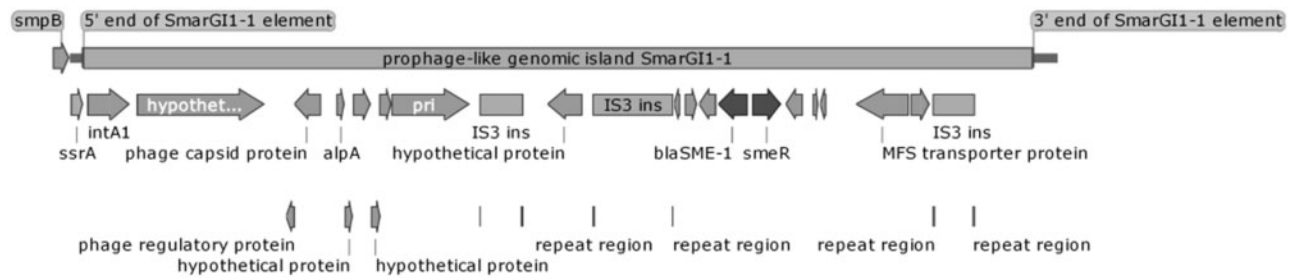 smpB 5' end of SmarGI1-1 element 3' end of SmarGI1-1 element
prophage-like genomic island SmarGI1-1
hypothet... pri IS3 ins
intA1 IS3 ins IS3 ins
ssrA phage capsid protein alpA hypothetical protein blaSME-1 smeR MFS transporter protein
phage regulatory protein repeat region repeat region repeat region repeat region
hypothetical protein hypothetical protein